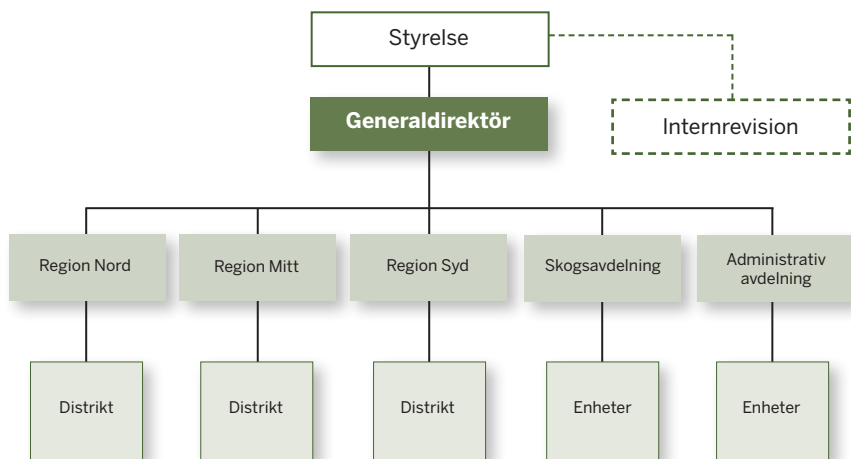 Styrelse
Generaldirektör
Internrevision
Region Nord
Region Mitt
Region Syd
Skogsavdelning
Administrativ
avdelning
Distrikt
Distrikt
Distrikt
Enheter
Enheter